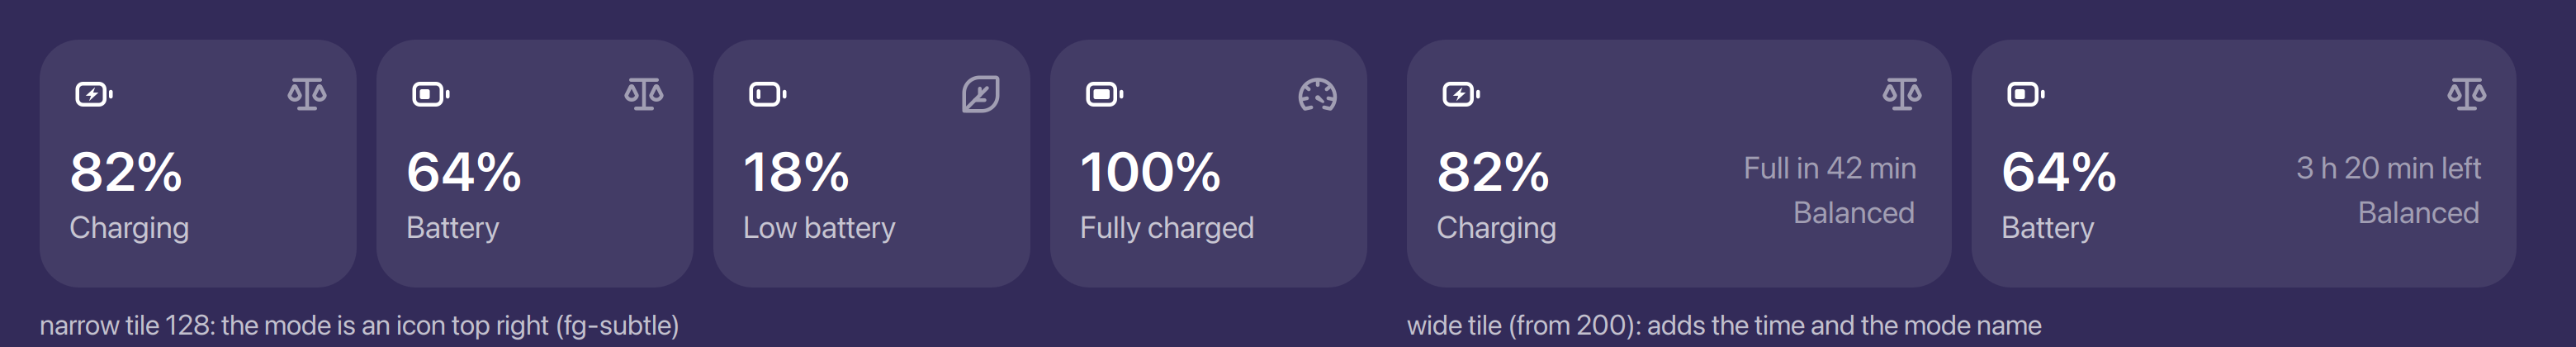 82%
Charging
64%
Battery
18%
Low battery
100%
Fully charged
82%
Charging
Full in 42 min
Balanced
64%
Battery
3 h 20 min left
Balanced
narrow tile 128: the mode is an icon top right (fg-subtle)
wide tile (from 200): adds the time and the mode name